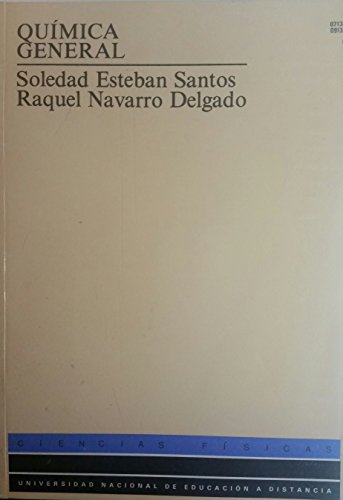 QUÍMICA
GENERAL
Soledad Esteban Santos
Raquel Navarro Delgado
CIENCIAS FÍSICAS
UNIVERSIDAD NACIONAL DE EDUCACIÓN A DISTANCIA